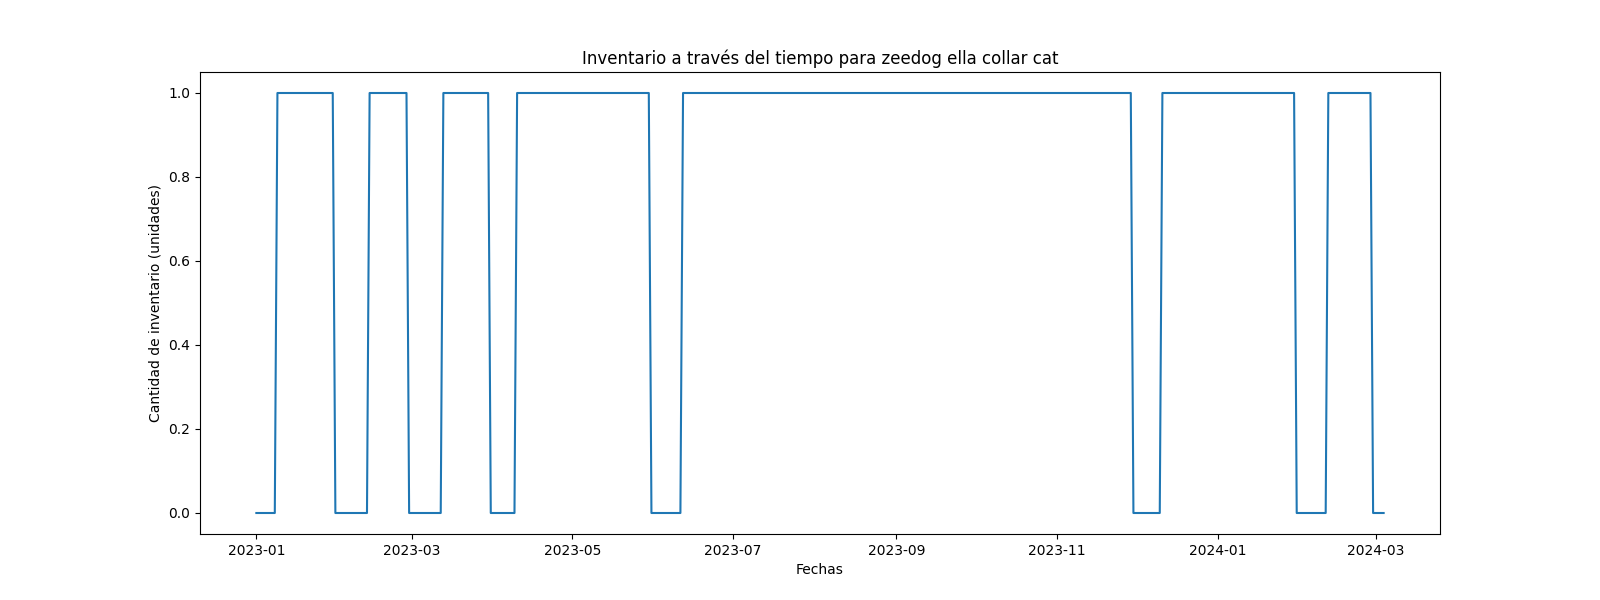 Inventario a través del tiempo para zeedog ella collar cat
Cantidad de inventario (unidades)
1.0
0.8
0.6
0.4
0.2
0.0
2023-01 2023-03 2023-05 2023-07 2023-09 2023-11 2024-01 2024-03
Fechas